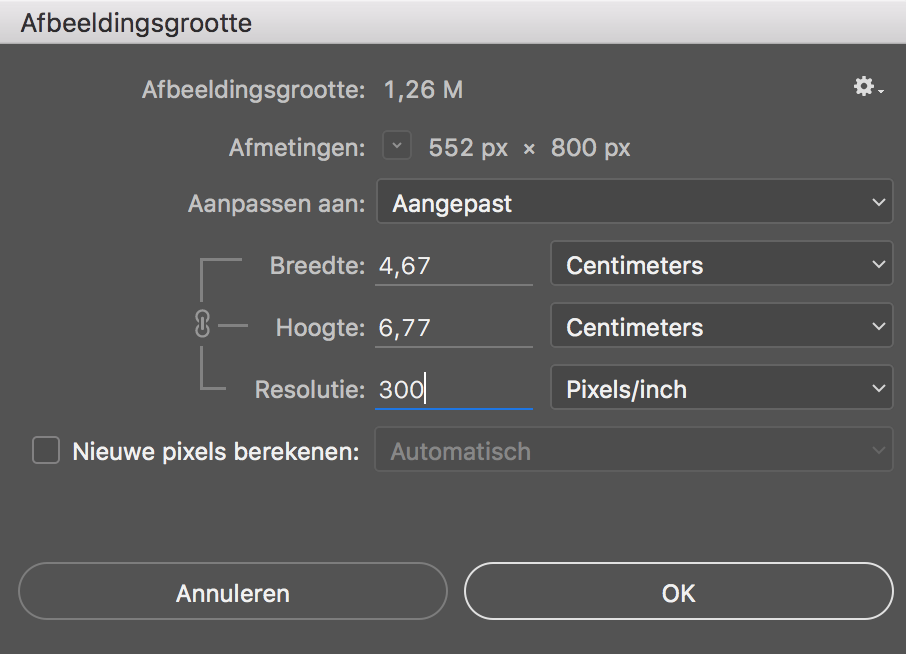 Afbeeldingsgrootte
Afbeeldingsgrootte: 1,26 M
Afmetingen: 552 px × 800 px
Aanpassen aan: Aangepast
Breedte: 4,67 Centimeters
Hoogte: 6,77 Centimeters
Resolutie: 300 Pixels/inch
Nieuwe pixels berekenen: Automatisch
Annuleren OK